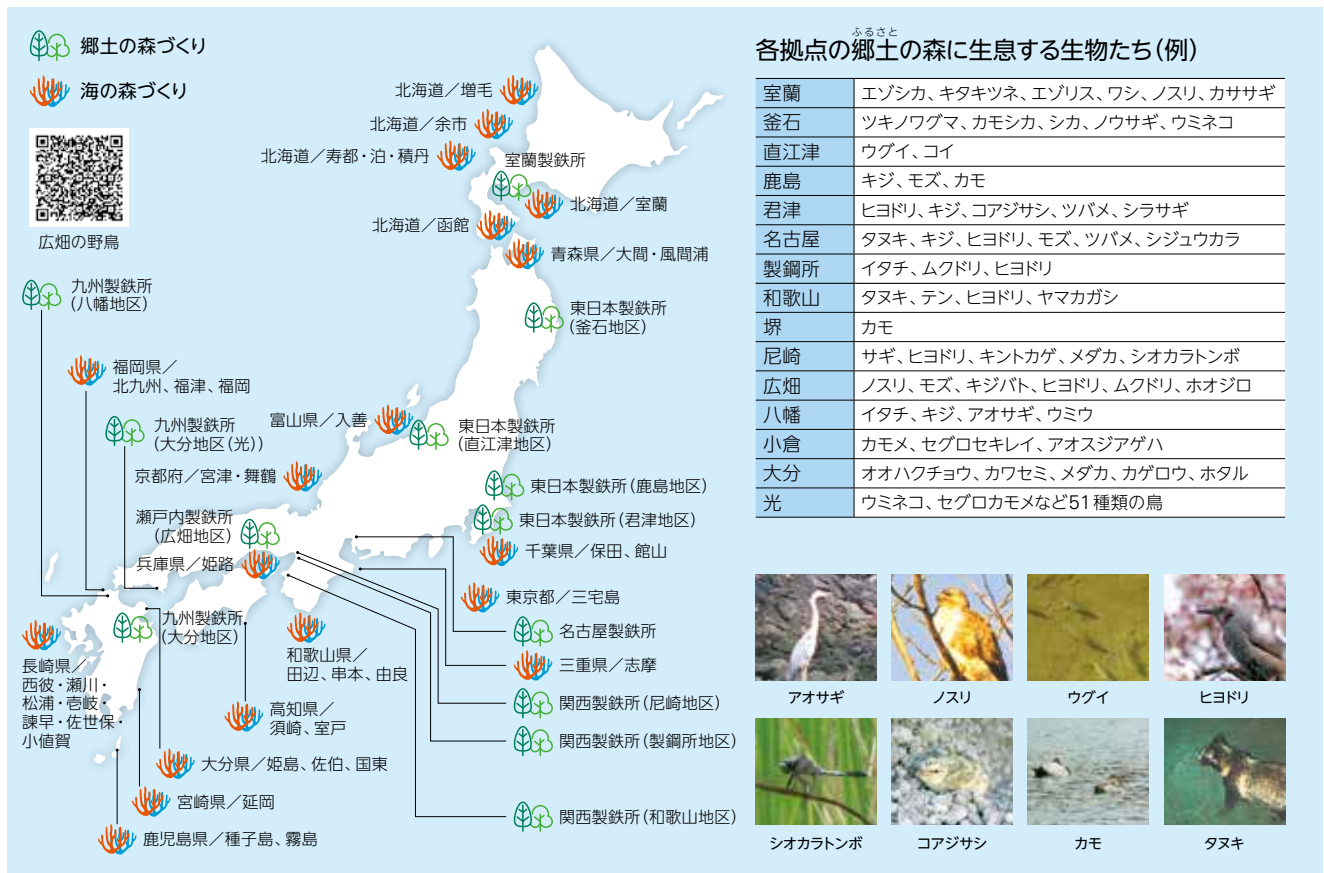 郷土の森づくり
海の森づくり
広畑の野鳥
北海道／増毛
北海道／余市
北海道／寿都・泊・積丹
室蘭製鉄所
北海道／室蘭
北海道／函館
青森県／大間・風間浦
九州製鉄所
(八幡地区)
東日本製鉄所
(釜石地区)
福岡県／
北九州、福津、福岡
九州製鉄所
(大分地区(光))
富山県／入善
東日本製鉄所
(直江津地区)
京都府／宮津・舞鶴
東日本製鉄所(鹿島地区)
瀬戸内製鉄所
(広畑地区)
東日本製鉄所(君津地区)
兵庫県／姫路
千葉県／保田、館山
東京都／三宅島
九州製鉄所
(大分地区)
名古屋製鉄所
長崎県／
西彼・瀬川・
松浦・壱岐・
諫早・佐世保・
小値賀
和歌山県／
田辺、串本、由良
三重県／志摩
高知県／
須崎、室戸
関西製鉄所(尼崎地区)
関西製鉄所(製鋼所地区)
大分県／姫島、佐伯、国東
宮崎県／延岡
関西製鉄所(和歌山地区)
鹿児島県／種子島、霧島
ふるさと
各拠点の郷土の森に生息する生物たち(例)
室蘭 エゾシカ、キタキツネ、エゾリス、ワシ、ノスリ、カササギ
釜石 ツキノワグマ、カモシカ、シカ、ノウサギ、ウミネコ
直江津 ウグイ、コイ
鹿島 キジ、モズ、カモ
君津 ヒヨドリ、キジ、コアジサシ、ツバメ、シラサギ
名古屋 タヌキ、キジ、ヒヨドリ、モズ、ツバメ、シジュウカラ
製鋼所 イタチ、ムクドリ、ヒヨドリ
和歌山 タヌキ、テン、ヒヨドリ、ヤマカガシ
堺 カモ
尼崎 サギ、ヒヨドリ、キントカゲ、メダカ、シオカラトンボ
広畑 ノスリ、モズ、キジバト、ヒヨドリ、ムクドリ、ホオジロ
八幡 イタチ、キジ、アオサギ、ウミウ
小倉 カモメ、セグロセキレイ、アオスジアゲハ
大分 オオハクチョウ、カワセミ、メダカ、カゲロウ、ホタル
光 ウミネコ、セグロカモメなど51種類の鳥
アオサギ
ノスリ
ウグイ
ヒヨドリ
シオカラトンボ
コアジサシ
カモ
タヌキ